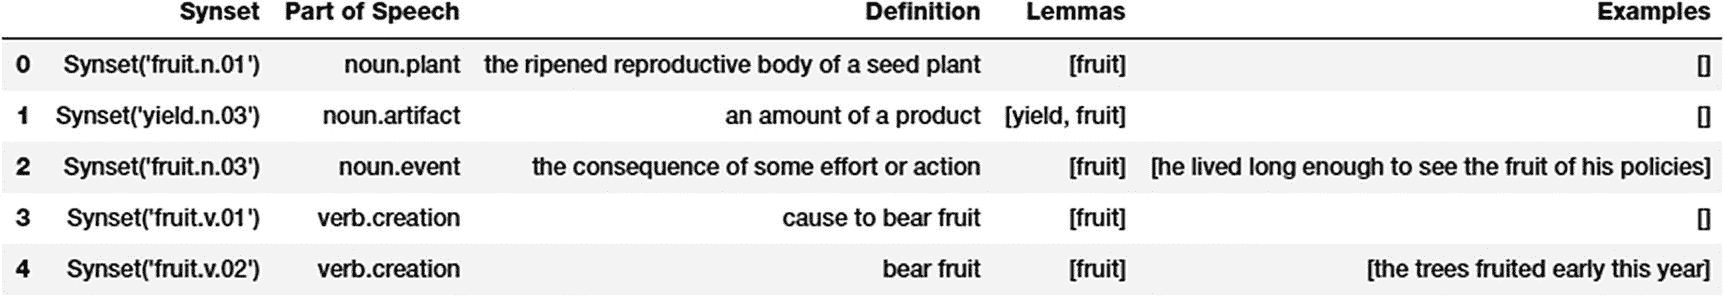 Synset Part of Speech Definition Lemmas Examples
0 Synset('fruit.n.01') noun.plant the ripened reproductive body of a seed plant [fruit] []
1 Synset('yield.n.03') noun.artifact an amount of a product [yield, fruit] []
2 Synset('fruit.n.03') noun.event the consequence of some effort or action [fruit] [he lived long enough to see the fruit of his policies]
3 Synset('fruit.v.01') verb.creation cause to bear fruit [fruit] []
4 Synset('fruit.v.02') verb.creation bear fruit [fruit] [the trees fruited early this year]